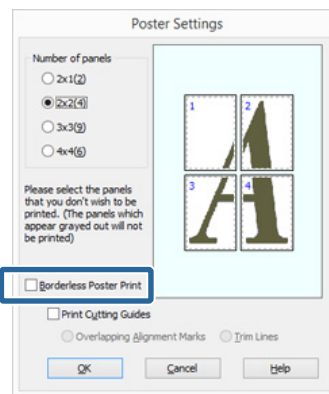 Poster Settings
Number of panels
2x1(2)
2x2(4)
3x3(9)
4x4(6)
1
2
3
4
Please select the panels
that you don't wish to be
printed. (The panels which
appear grayed out will not
be printed)
Borderless Poster Print
Print Cutting Guides
Overlapping Alignment Marks
Trim Lines
OK
Cancel
Help